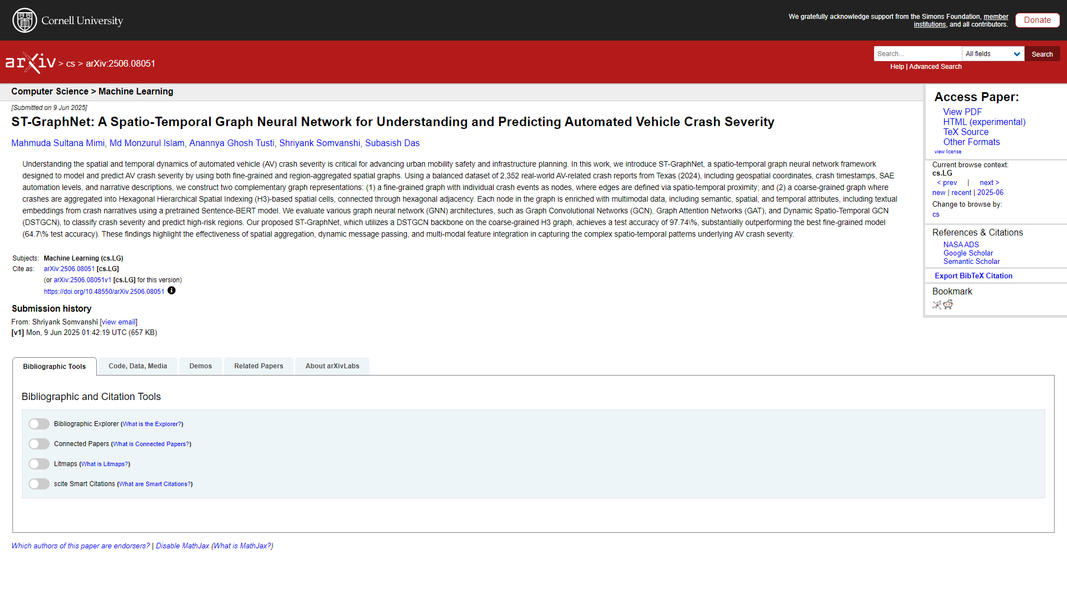 Cornell University
We gratefully acknowledge support from the Simons Foundation, member
institutions, and all contributors.
Donate
arXiv > cs > arXiv:2506.08051
Search...
All fields
Search
Help | Advanced Search
Computer Science > Machine Learning
[Submitted on 9 Jun 2025]
ST-GraphNet: A Spatio-Temporal Graph Neural Network for Understanding and Predicting Automated Vehicle Crash Severity
Mahmuda Sultana Mimi, Md Monzurul Islam, Anannya Ghosh Tusti, Shriyank Somvanshi, Subasish Das
Understanding the spatial and temporal dynamics of automated vehicle (AV) crash severity is critical for advancing urban mobility safety and infrastructure planning. In this work, we introduce ST-GraphNet, a spatio-temporal graph neural network framework
designed to model and predict AV crash severity by using both fine-grained and region-aggregated spatial graphs. Using a balanced dataset of 2,352 real-world AV-related crash reports from Texas (2024), including geospatial coordinates, crash timestamps, SAE
automation levels, and narrative descriptions, we construct two complementary graph representations: (1) a fine-grained graph with individual crash events as nodes, where edges are defined via spatio-temporal proximity; and (2) a coarse-grained graph where
crashes are aggregated into Hexagonal Hierarchical Spatial Indexing (H3)-based spatial cells, connected through hexagonal adjacency. Each node in the graph is enriched with multimodal data, including semantic, spatial, and temporal attributes, including textual
embeddings from crash narratives using a pretrained Sentence-BERT model. We evaluate various graph neural network (GNN) architectures, such as Graph Convolutional Networks (GCN), Graph Attention Networks (GAT), and Dynamic Spatio-Temporal GCN
(DSTGCN), to classify crash severity and predict high-risk regions. Our proposed ST-GraphNet, which utilizes a DSTGCN backbone on the coarse-grained H3 graph, achieves a test accuracy of 97.74\%, substantially outperforming the best fine-grained model
(64.7\% test accuracy). These findings highlight the effectiveness of spatial aggregation, dynamic message passing, and multi-modal feature integration in capturing the complex spatio-temporal patterns underlying AV crash severity.
Subjects: Machine Learning (cs.LG)
Cite as: arXiv:2506.08051 [cs.LG]
(or arXiv:2506.08051v1 [cs.LG] for this version)
https://doi.org/10.48550/arXiv.2506.08051
Submission history
From: Shriyank Somvanshi [view email]
[v1] Mon, 9 Jun 2025 01:42:19 UTC (657 KB)
Access Paper:
View PDF
HTML (experimental)
TeX Source
Other Formats
view license
Current browse context:
cs.LG
< prev | next >
new | recent | 2025-06
Change to browse by:
cs
References & Citations
NASA ADS
Google Scholar
Semantic Scholar
Export BibTeX Citation
Bookmark
Bibliographic Tools
Code, Data, Media
Demos
Related Papers
About arXivLabs
Bibliographic and Citation Tools
Bibliographic Explorer (What is the Explorer?)
Connected Papers (What is Connected Papers?)
Litmaps (What is Litmaps?)
scite Smart Citations (What are Smart Citations?)
Which authors of this paper are endorsers? | Disable MathJax (What is MathJax?)